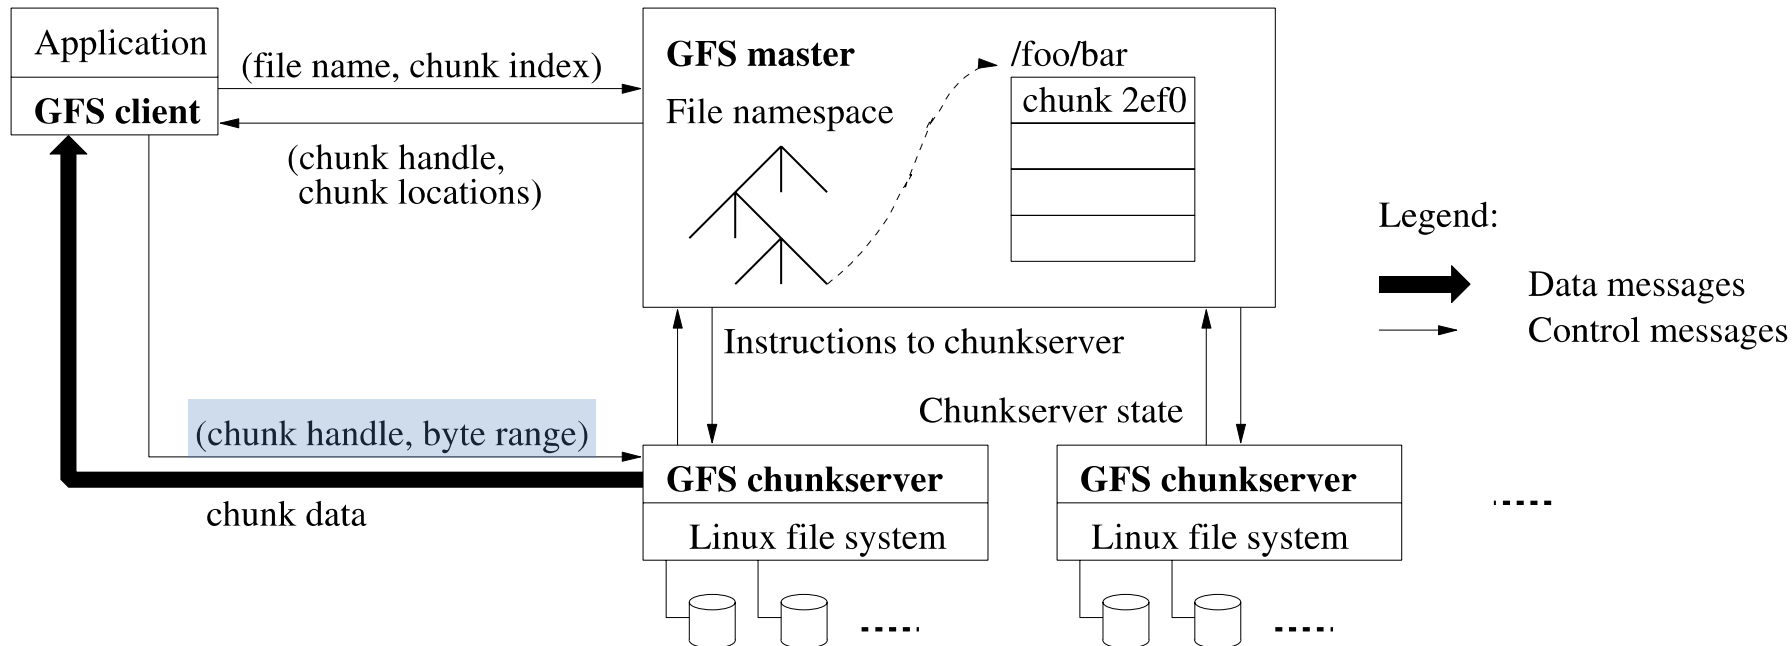 Application
GFS client
(file name, chunk index)
(chunk handle,
chunk locations)
GFS master
File namespace
/foo/bar
chunk 2ef0
Legend:
Data messages
Control messages
Instructions to chunkserver
Chunkserver state
(chunk handle, byte range)
chunk data
GFS chunkserver
Linux file system
GFS chunkserver
Linux file system